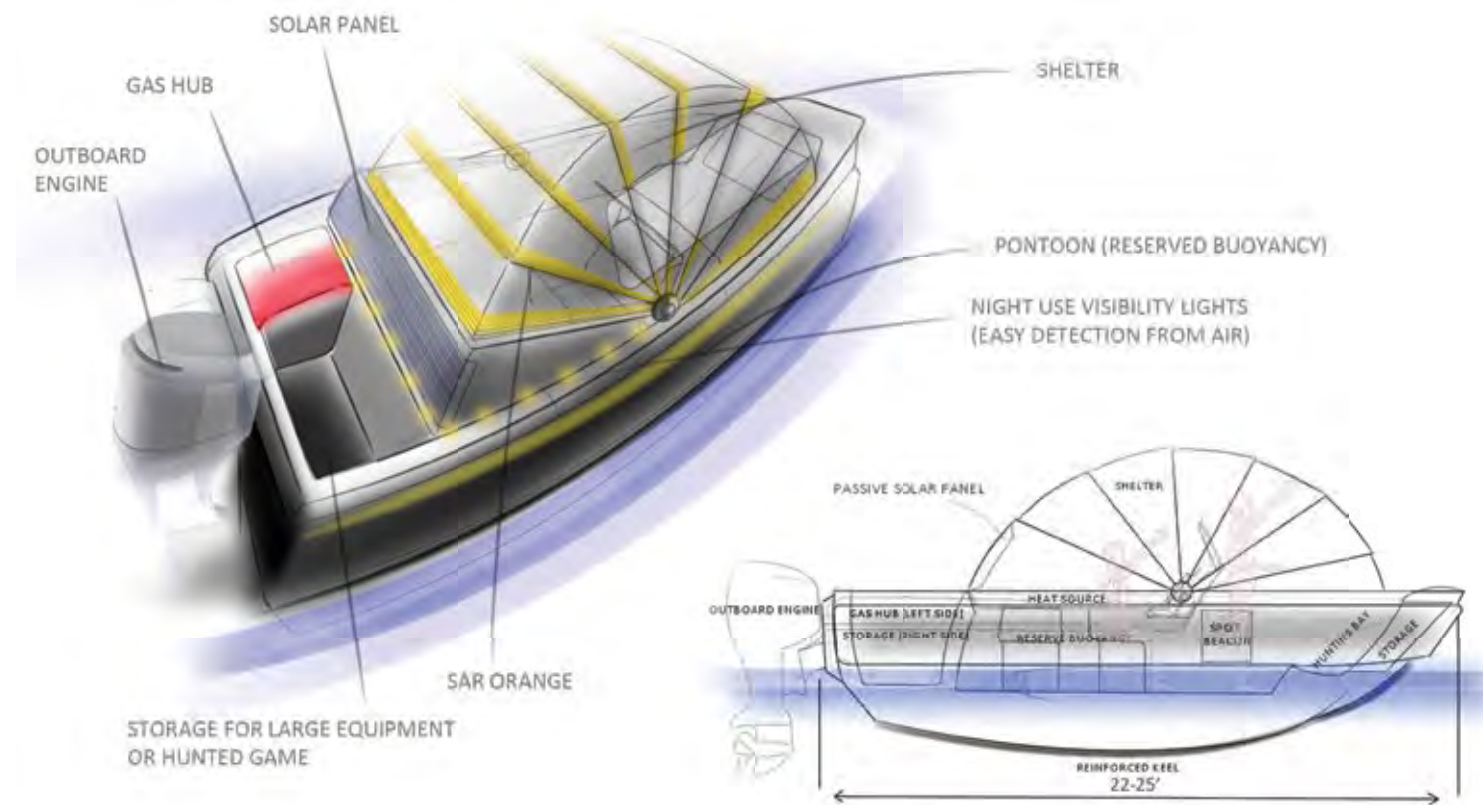 SOLAR PANEL
GAS HUB
SHELTER
OUTBOARD
ENGINE
PONTOON (RESERVED BUOYANCY)
NIGHT USE VISIBILITY LIGHTS
(EASY DETECTION FROM AIR)
SAR ORANGE
STORAGE FOR LARGE EQUIPMENT
OR HUNTED GAME
PASSIVE SOLAR PANEL
SHELTER
OUTBOARD ENGINE
HEAT SOURCE
GAS HUB (LEFT SIDE)
STORAGE (RIGHT SIDE)
RESERVE BUOYANCY
SPOT
BEACON
HUNTING BAY
STORAGE
REINFORCED KEEL
22-25'